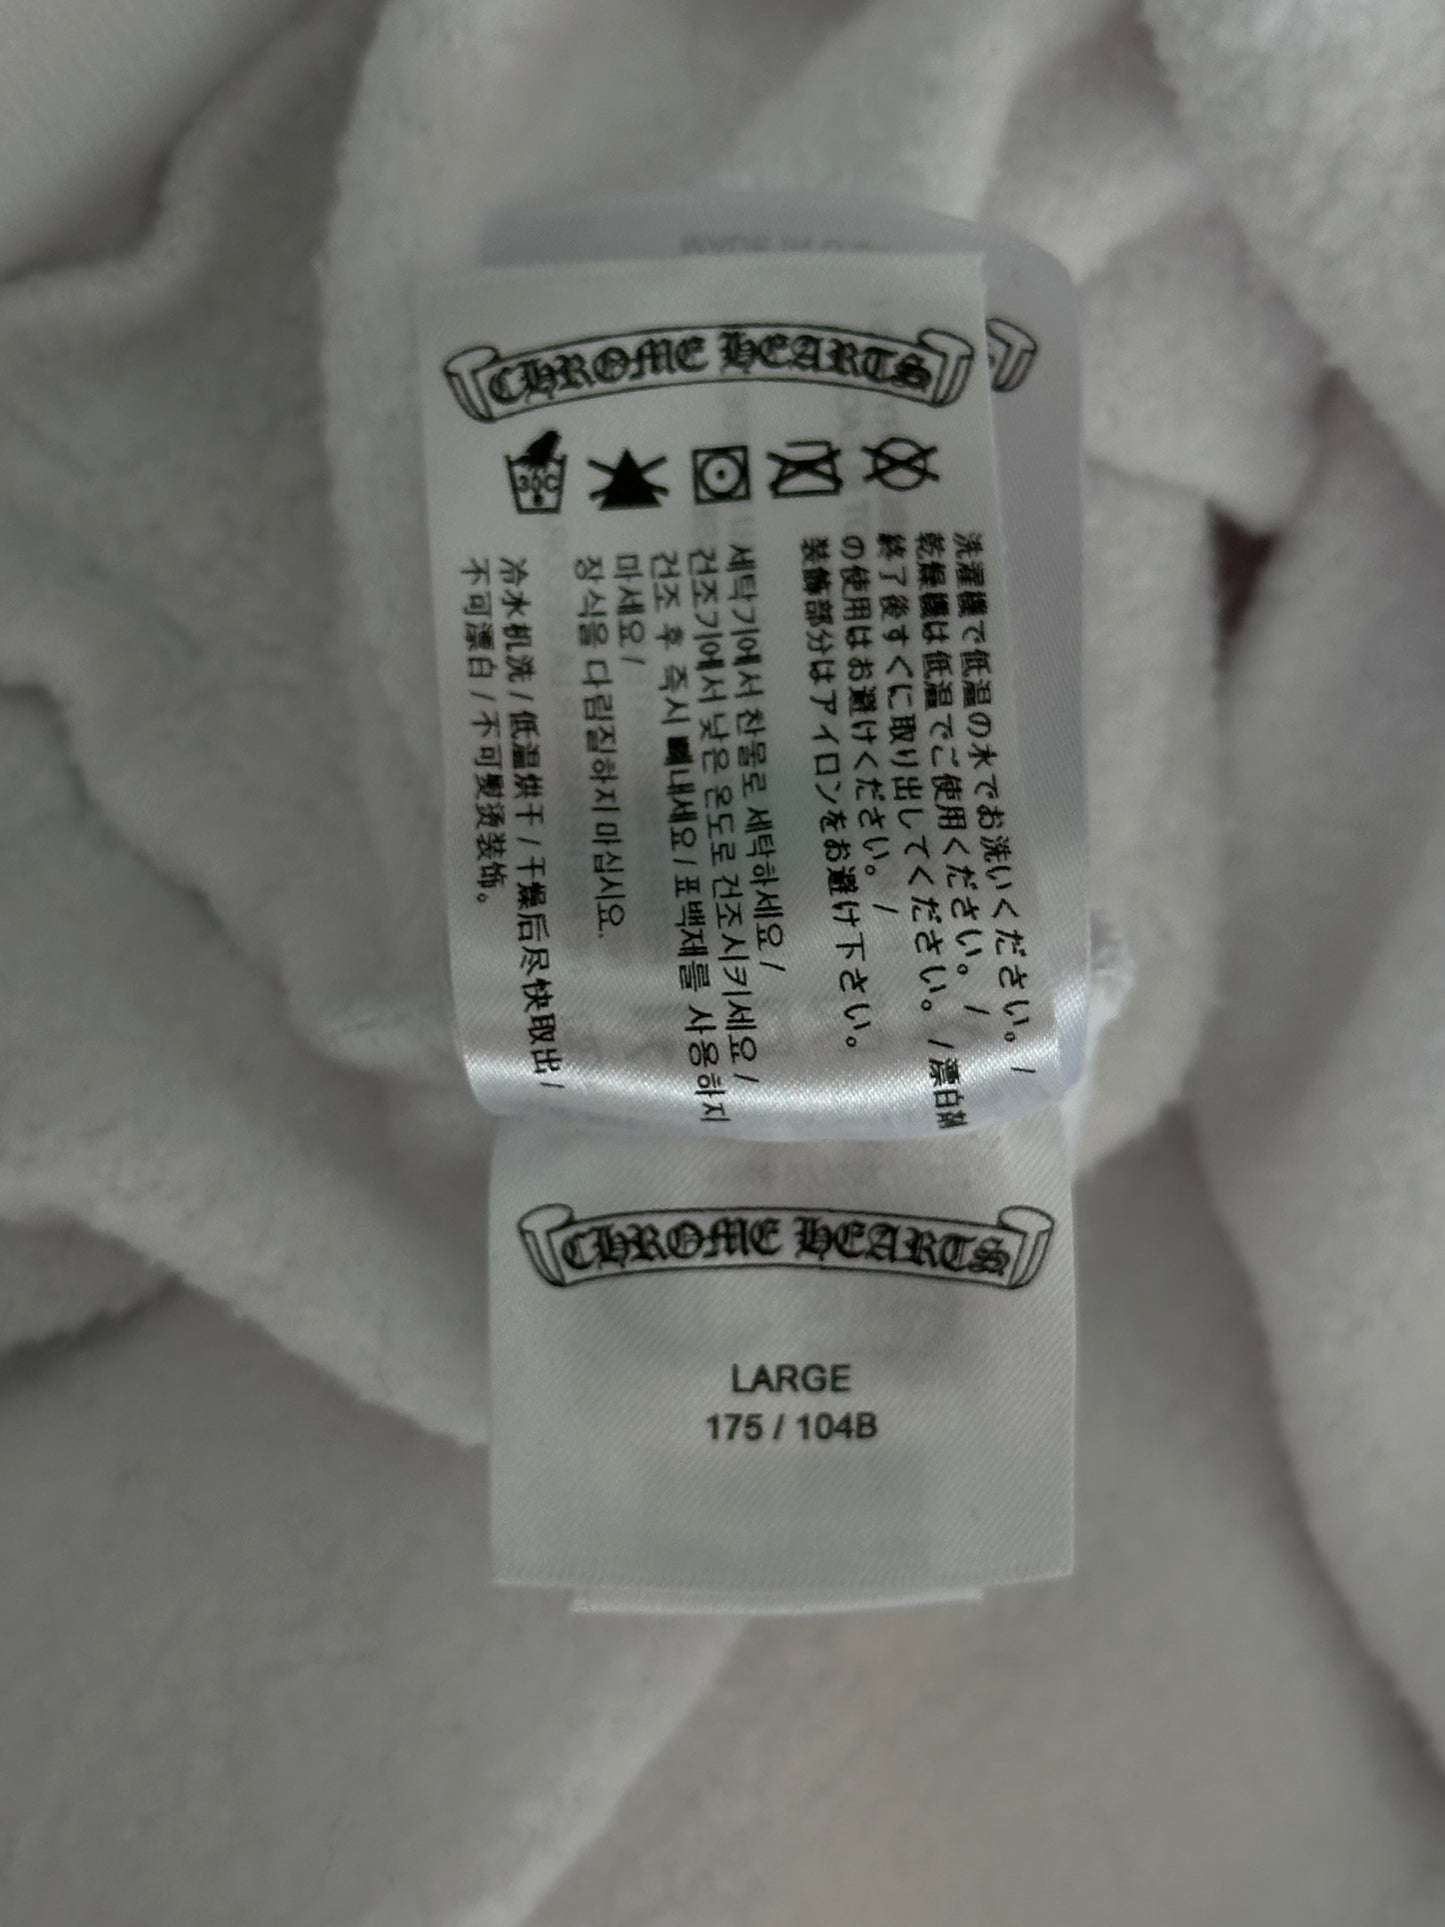 CHROME HEARTS
30C
洗濯機で低温の水でお洗いください。 /
乾燥機は低温でご使用ください。 /
終了後すぐに取り出してください。 /漂白剤
の使用はお避けください。 /
装飾部分はアイロンをお避け下さい。
세탁기에서 찬물로 세탁하세요 /
건조기에서 낮은 온도로 건조시키세요 /
건조 후 즉시 빼내세요 / 표백제를 사용하지
마세요 /
장식을 다림질하지 마십시오.
冷水机洗 / 低温烘干 / 干燥后尽快取出 /
不可漂白 / 不可熨烫装饰。
CHROME HEARTS
LARGE
175 / 104B